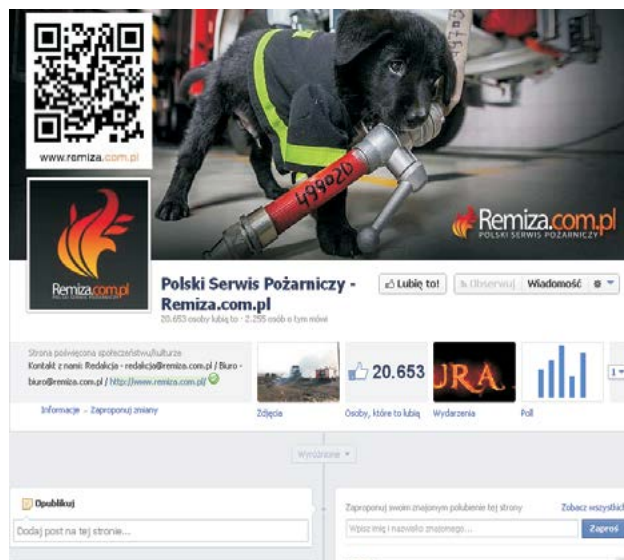 www.remiza.com.pl
499020
Remiza.com.pl
POLSKI SERWIS POŻARNICZY
Remiza.com.pl
Polski Serwis Pożarniczy -
Remiza.com.pl
Lubię to!
Obserwuj
Wiadomość
20.653 osoby lubią to · 2.255 osób o tym mówi
Strona poświęcona społeczeństwu/kulturze
Kontakt z nami: Redakcja - redakcja@remiza.com.pl / Biuro -
biuro@remiza.com.pl / http://www.remiza.com.pl/
Informacje - Zaproponuj zmiany
20.653
URA
1
Zdjęcia
Osoby, które to lubią
Wydarzenia
Poll
Wyróżnione
Opublikuj
Dodaj post na tej stronie...
Zaproponuj swoim znajomym polubienie tej strony
Zobacz wszystkich
Wpisz imię i nazwisko znajomego...
Zaproś